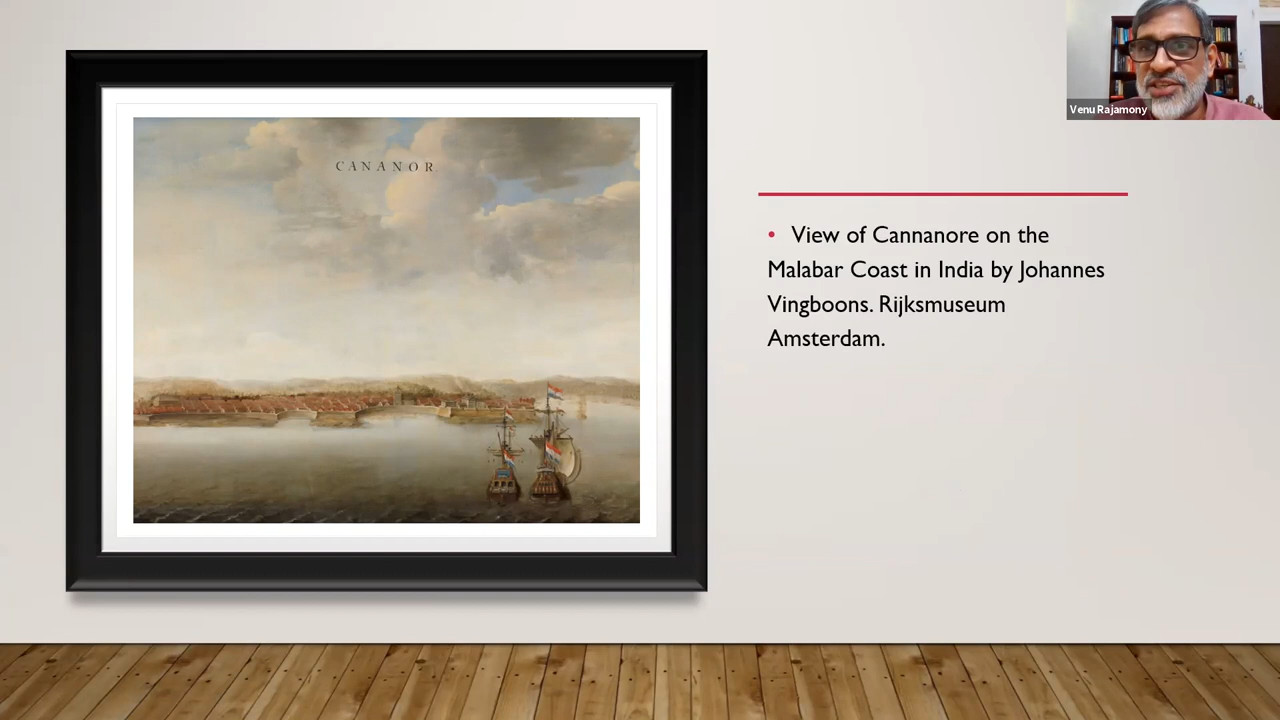 CANANOR
Venu Rajamony
• View of Cannanore on the
Malabar Coast in India by Johannes
Vingboons. Rijksmuseum
Amsterdam.